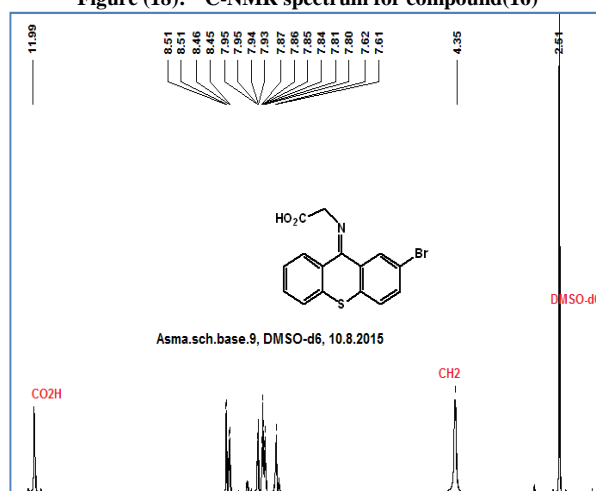 Figure (18): C-NMR spectrum for compound(16)
11.99 8.51 8.51 8.46 8.45 7.95 7.95 7.94 7.93 7.87 7.86 7.85 7.84 7.81 7.80 7.62 7.61 4.35 2.51
HO2C
N
Br
S
DMSO-d6
Asma.sch.base.9, DMSO-d6, 10.8.2015
CH2
CO2H